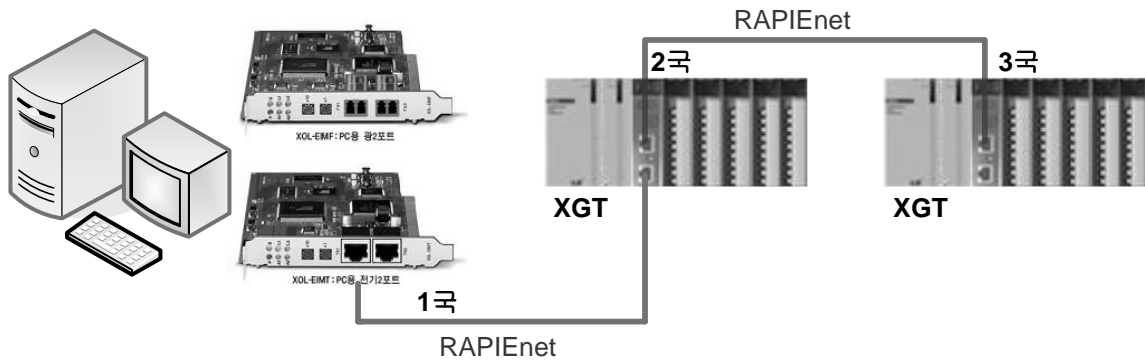 RAPIEnet
2국
3국
XOL-EIMF: PC용 광2포트
XGT
XGT
XOL-EIMT: PC용 전기2포트
1국
RAPIEnet